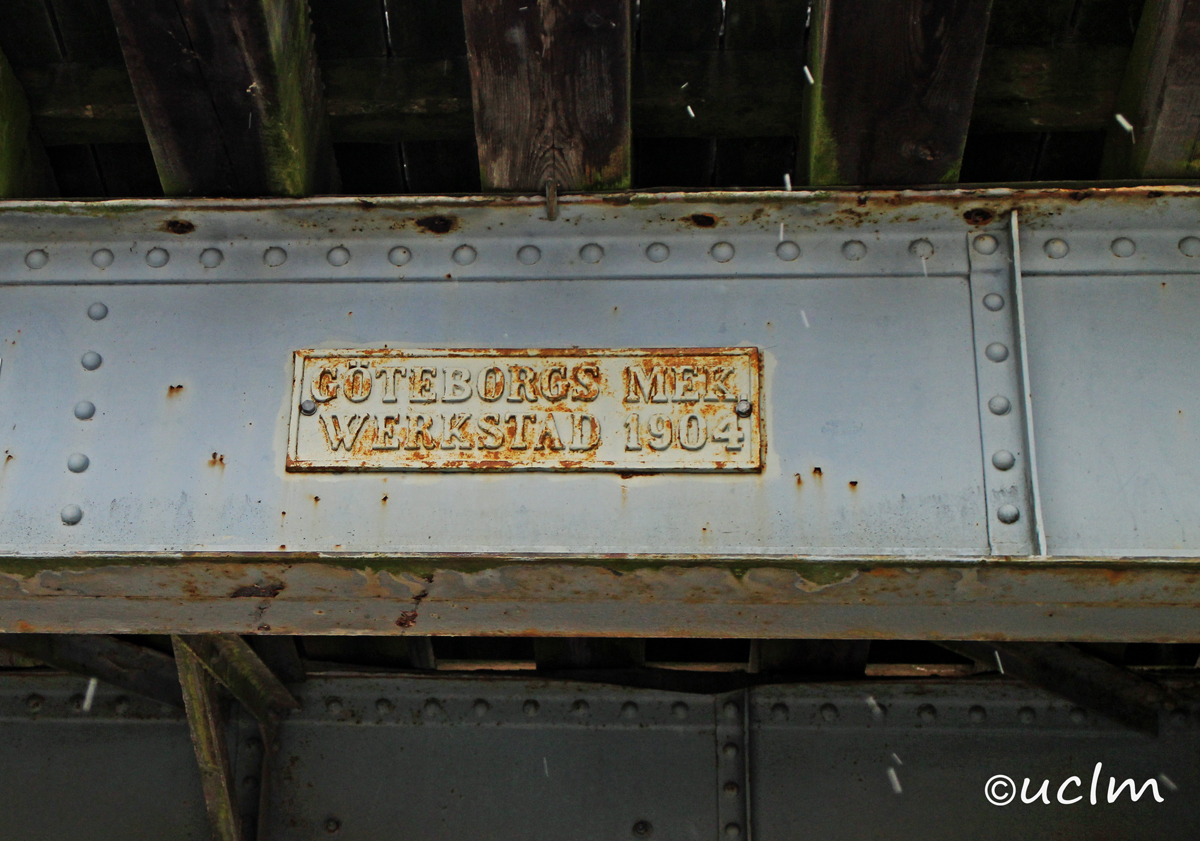 GÖTEBORGS MEK.
WERKSTAD 1904
©uclm